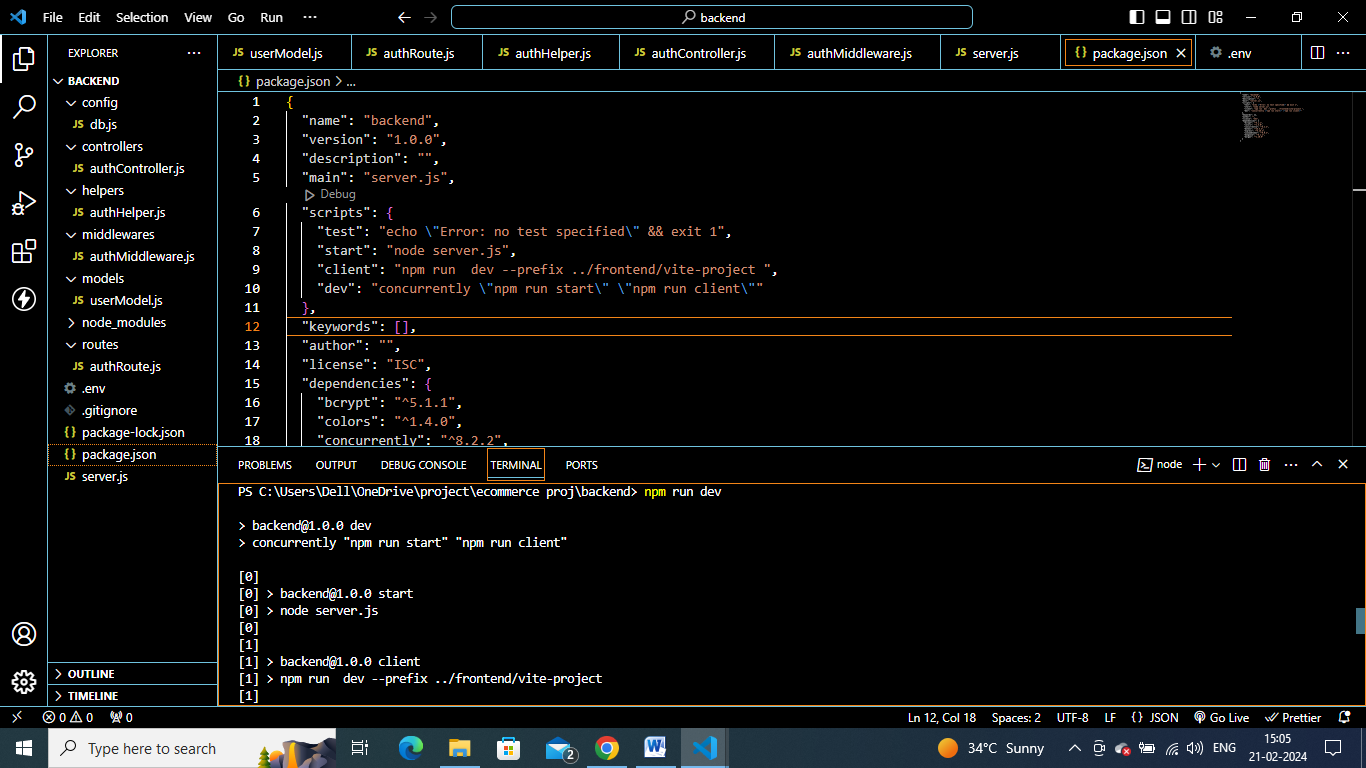 File Edit Selection View Go Run ··· backend
EXPLORER ···
BACKEND
config
JS db.js
controllers
JS authController.js
helpers
JS authHelper.js
middlewares
JS authMiddleware.js
models
JS userModel.js
node_modules
routes
JS authRoute.js
.env
.gitignore
{} package-lock.json
{} package.json
JS server.js
OUTLINE
TIMELINE
JS userModel.js JS authRoute.js JS authHelper.js JS authController.js JS authMiddleware.js JS server.js {} package.json .env ···
{} package.json > ...
1 {
2 "name": "backend",
3 "version": "1.0.0",
4 "description": "",
5 "main": "server.js",
Debug
6 "scripts": {
7 "test": "echo \"Error: no test specified\" && exit 1",
8 "start": "node server.js",
9 "client": "npm run  dev --prefix ../frontend/vite-project ",
10 "dev": "concurrently \"npm run start\" \"npm run client\""
11 },
12 "keywords": [],
13 "author": "",
14 "license": "ISC",
15 "dependencies": {
16 "bcrypt": "^5.1.1",
17 "colors": "^1.4.0",
18 "concurrently": "^8.2.2",
PROBLEMS OUTPUT DEBUG CONSOLE TERMINAL PORTS node ···
PS C:\Users\Dell\OneDrive\project\ecommerce proj\backend> npm run dev
> backend@1.0.0 dev
> concurrently "npm run start" "npm run client"
[0]
[0] > backend@1.0.0 start
[0] > node server.js
[0]
[1]
[1] > backend@1.0.0 client
[1] > npm run  dev --prefix ../frontend/vite-project
[1]
0 0 0 Ln 12, Col 18 Spaces: 2 UTF-8 LF {} JSON Go Live Prettier
Type here to search 2 W 34°C Sunny ENG 15:05
21-02-2024